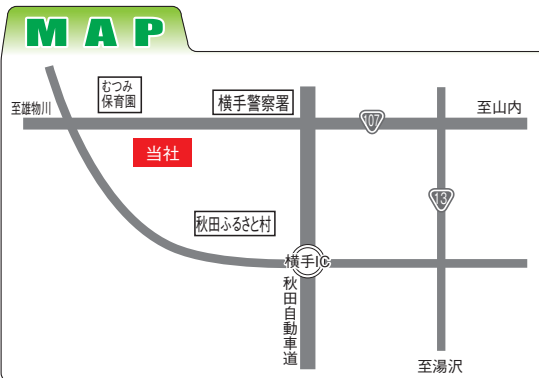 MAP
むつみ
保育園
横手警察署
至雄物川
107
至山内
当社
13
秋田ふるさと村
横手IC
秋田自動車道
至湯沢